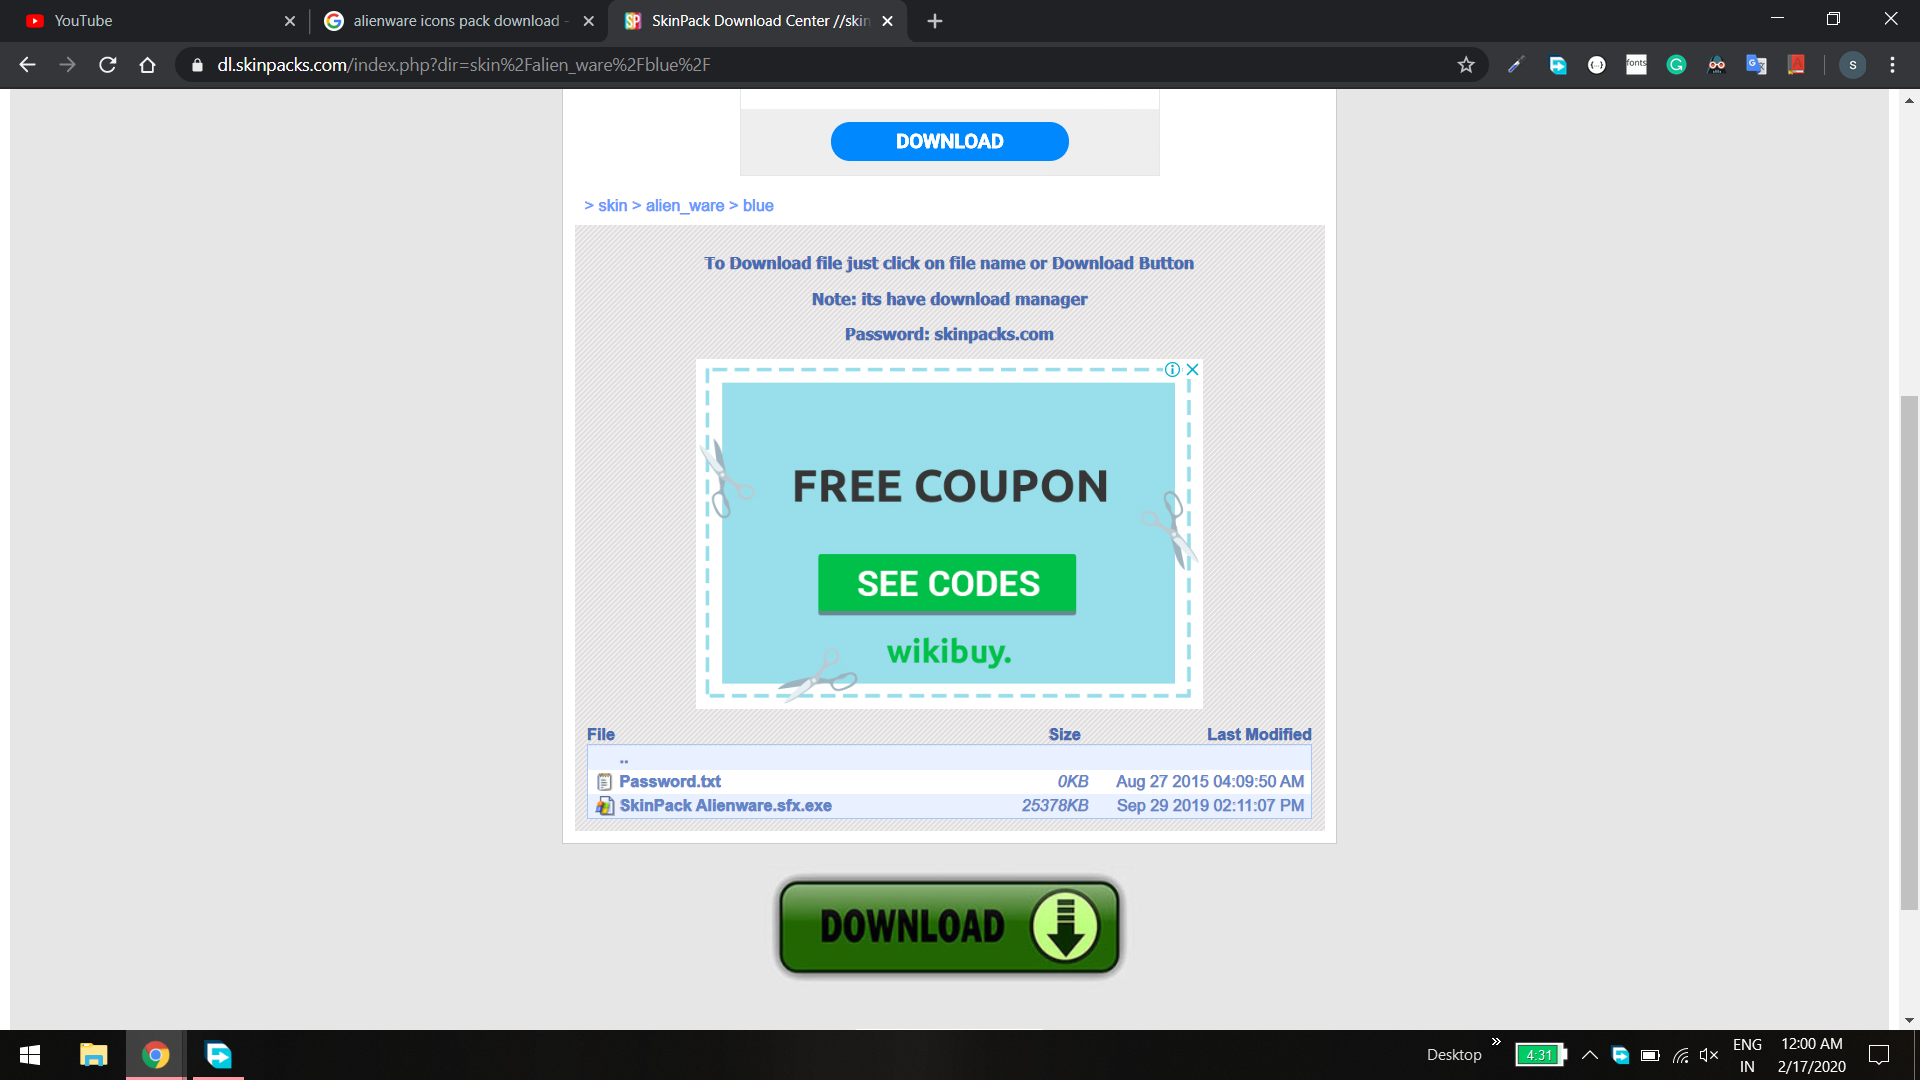 YouTube
alienware icons pack download -
SkinPack Download Center //skin
dl.skinpacks.com/index.php?dir=skin%2Falien_ware%2Fblue%2F
fonts
S
DOWNLOAD
> skin > alien_ware > blue
To Download file just click on file name or Download Button
Note: its have download manager
Password: skinpacks.com
FREE COUPON
SEE CODES
wikibuy.
File Size Last Modified
..
Password.txt 0KB Aug 27 2015 04:09:50 AM
SkinPack Alienware.sfx.exe 25378KB Sep 29 2019 02:11:07 PM
DOWNLOAD
Desktop
4:31
ENG
IN
12:00 AM
2/17/2020